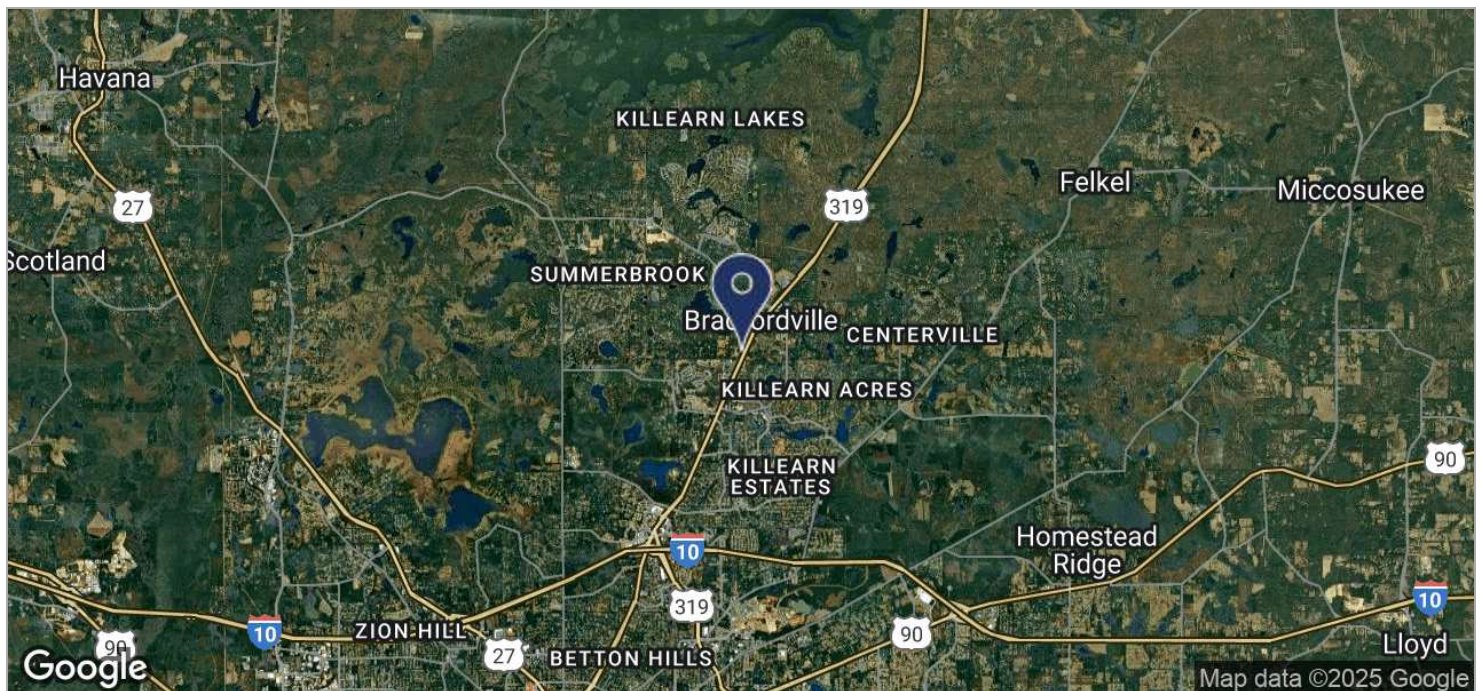 Havana
KILLEARN LAKES
Felkel
Miccosukee
27
319
Scotland
SUMMERBROOK
Bradfordville
CENTERVILLE
KILLEARN ACRES
KILLEARN
ESTATES
90
Homestead
Ridge
10
319
10
10
90
90
ZION HILL
27
BETTON HILLS
Lloyd
Google
Map data ©2025 Google